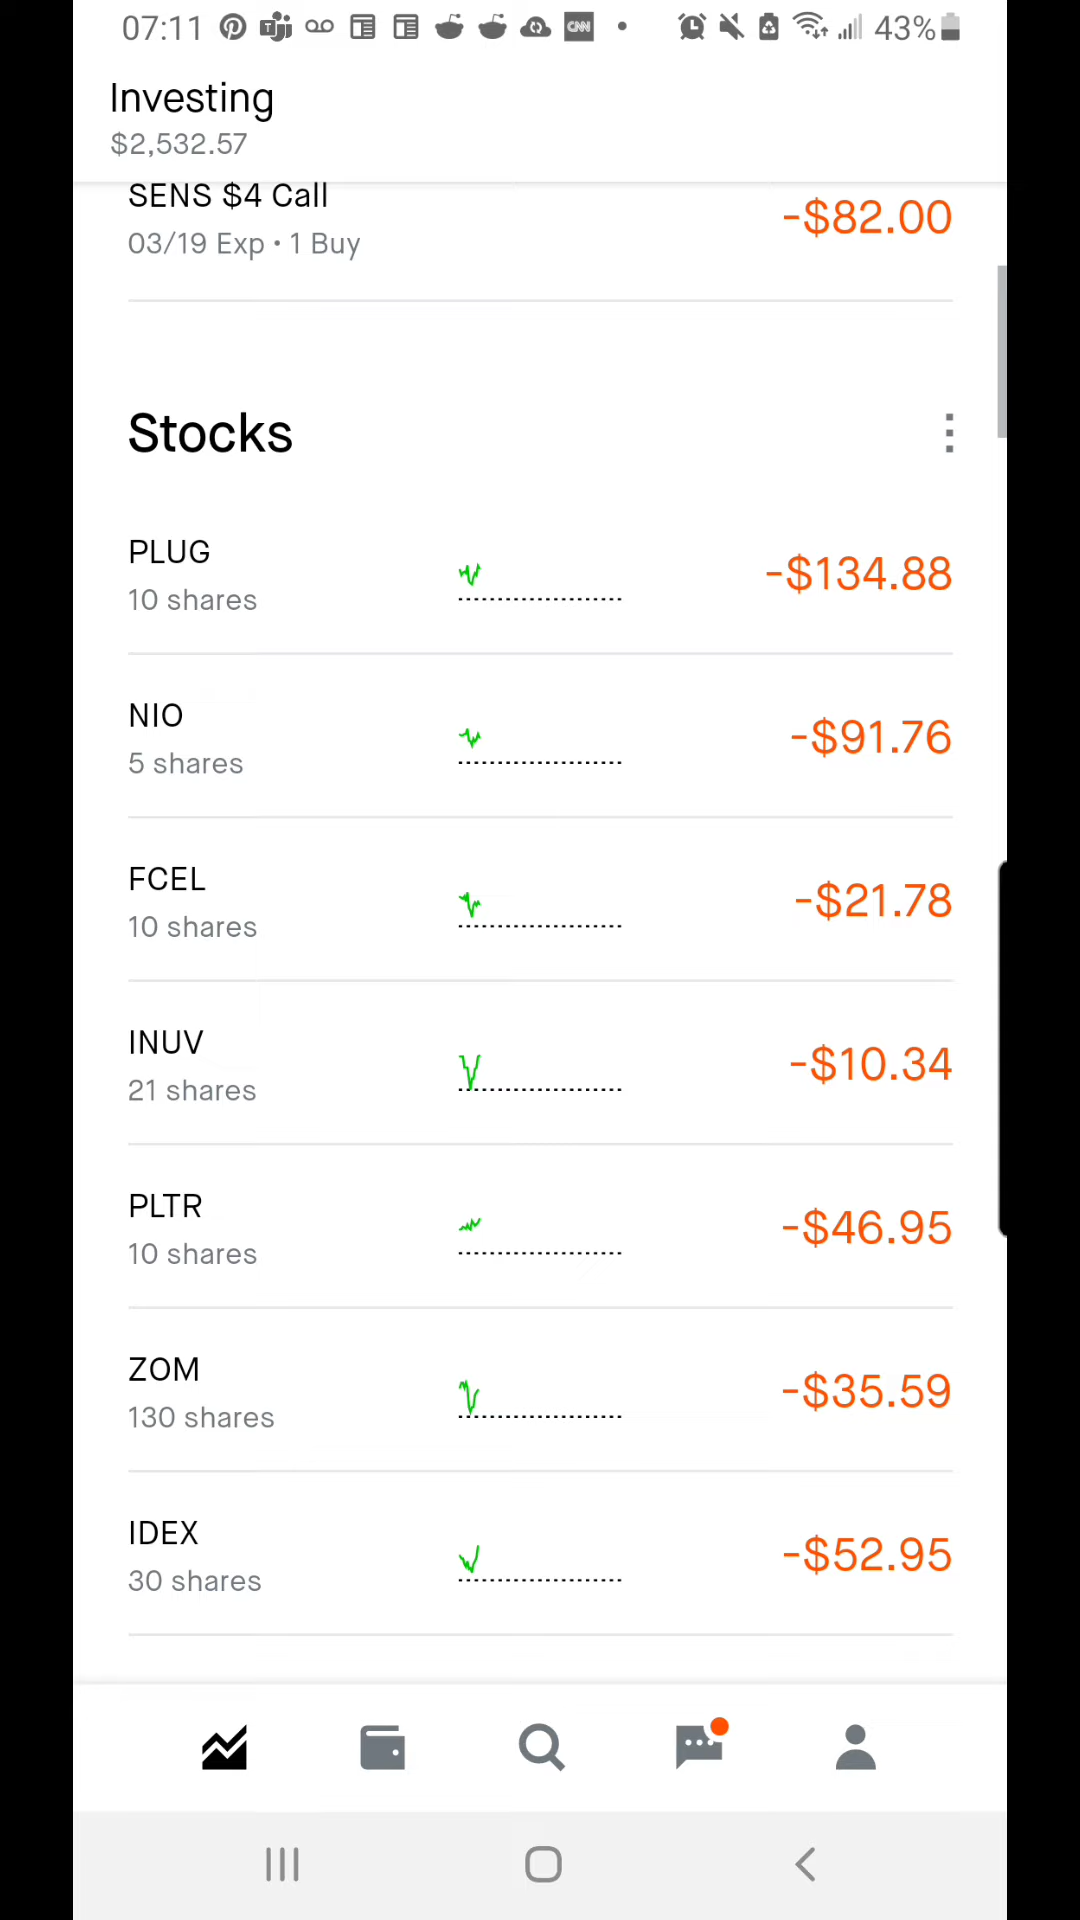 07:11 CNN 43%
Investing
$2,532.57
SENS $4 Call
-$82.00
03/19 Exp • 1 Buy
Stocks
PLUG
-$134.88
10 shares
NIO
-$91.76
5 shares
FCEL
-$21.78
10 shares
INUV
-$10.34
21 shares
PLTR
-$46.95
10 shares
ZOM
-$35.59
130 shares
IDEX
-$52.95
30 shares